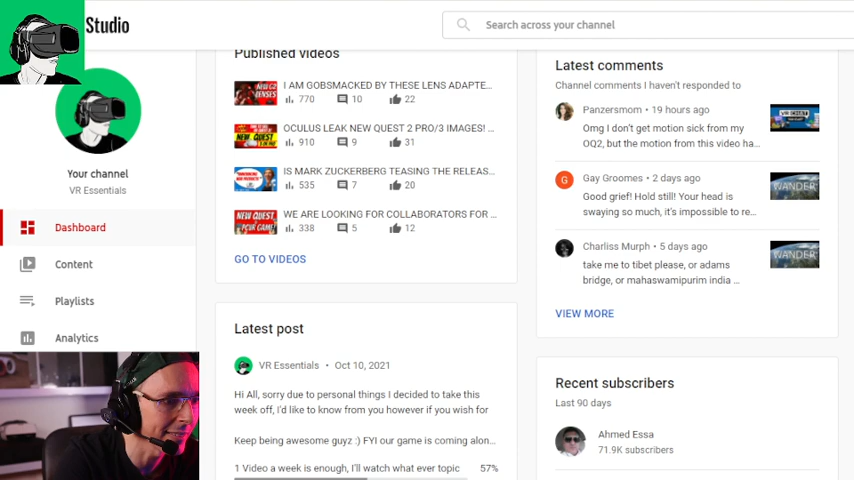 Studio
Search across your channel
Your channel
VR Essentials
Dashboard
Content
Playlists
Analytics
Published videos
I AM GOBSMACKED BY THESE LENS ADAPTE...
770 10 22
OCULUS LEAK NEW QUEST 2 PRO/3 IMAGES! ...
910 9 31
IS MARK ZUCKERBERG TEASING THE RELEAS...
535 7 20
WE ARE LOOKING FOR COLLABORATORS FOR ...
338 5 12
GO TO VIDEOS
Latest post
VR Essentials • Oct 10, 2021
Hi All, sorry due to personal things I decided to take this
week off, I'd like to know from you however if you wish for
Keep being awesome guyz :) FYI our game is coming alon...
1 Video a week is enough, I'll watch what ever topic 57%
Latest comments
Channel comments I haven't responded to
Panzersmom • 19 hours ago
Omg I don't get motion sick from my
OQ2, but the motion from this video ha...
G
Gay Groomes • 2 days ago
Good grief! Hold still! Your head is
swaying so much, it's impossible to re...
WANDER
Charliss Murph • 5 days ago
take me to tibet please, or adams
bridge, or mahaswamipurim india ...
WANDER
VIEW MORE
Recent subscribers
Last 90 days
Ahmed Essa
71.9K subscribers